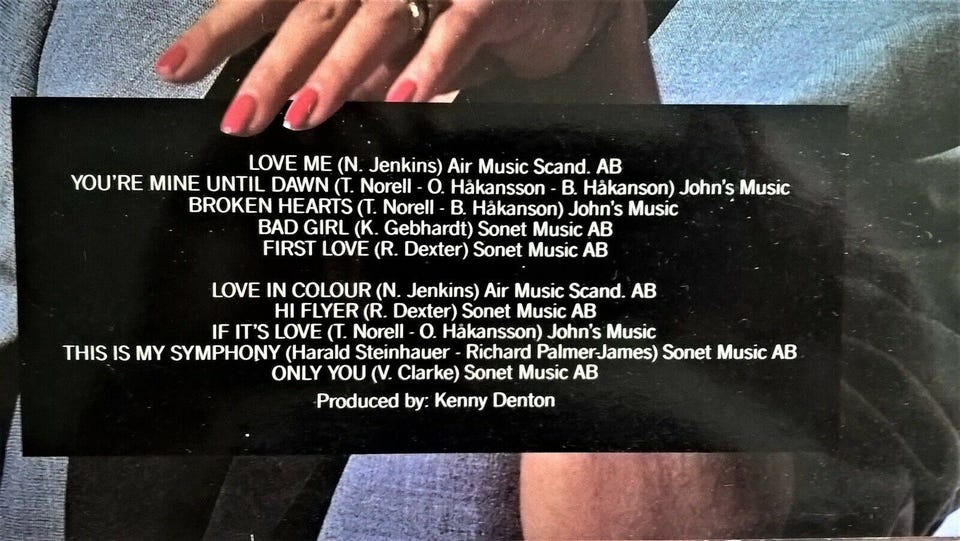 LOVE ME (N. Jenkins) Air Music Scand. AB
YOU'RE MINE UNTIL DAWN (T. Norell - O. Håkansson - B. Håkanson) John's Music
BROKEN HEARTS (T. Norell - B. Håkanson) John's Music
BAD GIRL (K. Gebhardt) Sonet Music AB
FIRST LOVE (R. Dexter) Sonet Music AB
LOVE IN COLOUR (N. Jenkins) Air Music Scand. AB
HI FLYER (R. Dexter) Sonet Music AB
IF IT'S LOVE (T. Norell - O. Håkansson) John's Music
THIS IS MY SYMPHONY (Harald Steinhauer - Richard Palmer-James) Sonet Music AB
ONLY YOU (V. Clarke) Sonet Music AB
Produced by: Kenny Denton